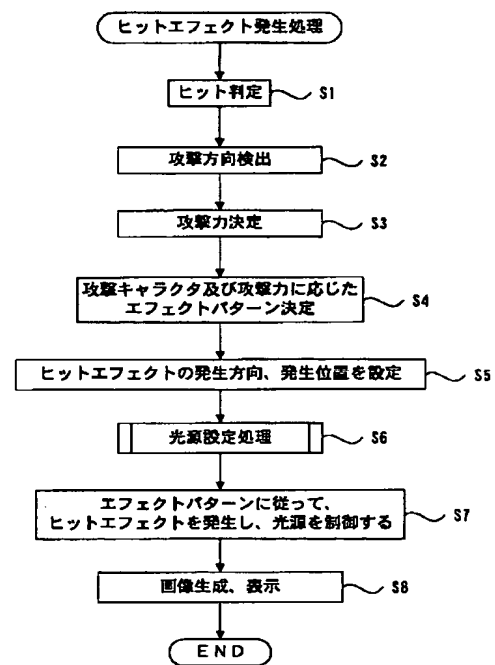 ヒットエフェクト発生処理
ヒット判定 S1
攻撃方向検出 S2
攻撃力決定 S3
攻撃キャラクタ及び攻撃力に応じた
エフェクトパターン決定 S4
ヒットエフェクトの発生方向、発生位置を設定 S5
光源設定処理 S6
エフェクトパターンに従って、
ヒットエフェクトを発生し、光源を制御する S7
画像生成、表示 S8
END